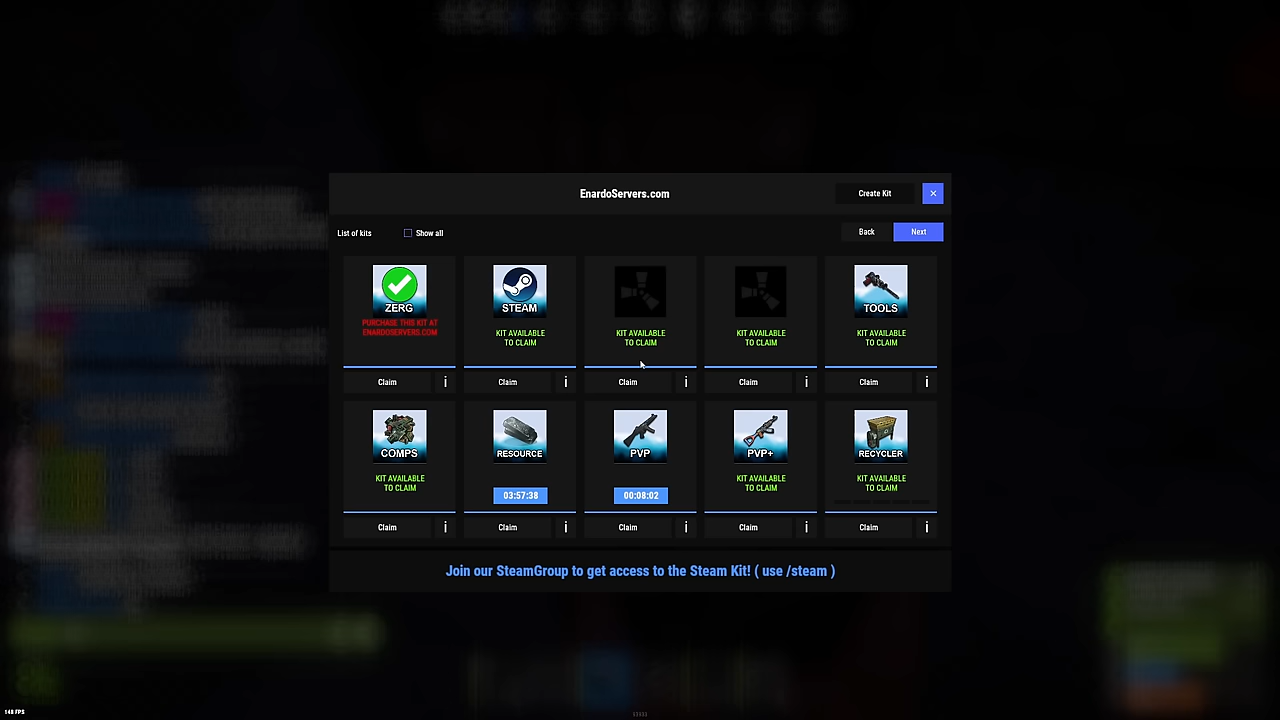 EnardoServers.com
Create Kit
×
List of kits
Show all
Back
Next
ZERG
PURCHASE THIS KIT AT
ENARDOSERVERS.COM
Claim
i
STEAM
KIT AVAILABLE
TO CLAIM
Claim
i
KIT AVAILABLE
TO CLAIM
Claim
i
KIT AVAILABLE
TO CLAIM
Claim
i
TOOLS
KIT AVAILABLE
TO CLAIM
Claim
i
COMPS
KIT AVAILABLE
TO CLAIM
Claim
i
RESOURCE
03:57:38
Claim
i
PVP
00:08:02
Claim
i
PVP+
KIT AVAILABLE
TO CLAIM
Claim
i
RECYCLER
KIT AVAILABLE
TO CLAIM
Claim
i
Join our SteamGroup to get access to the Steam Kit! ( use /steam )
148 FPS